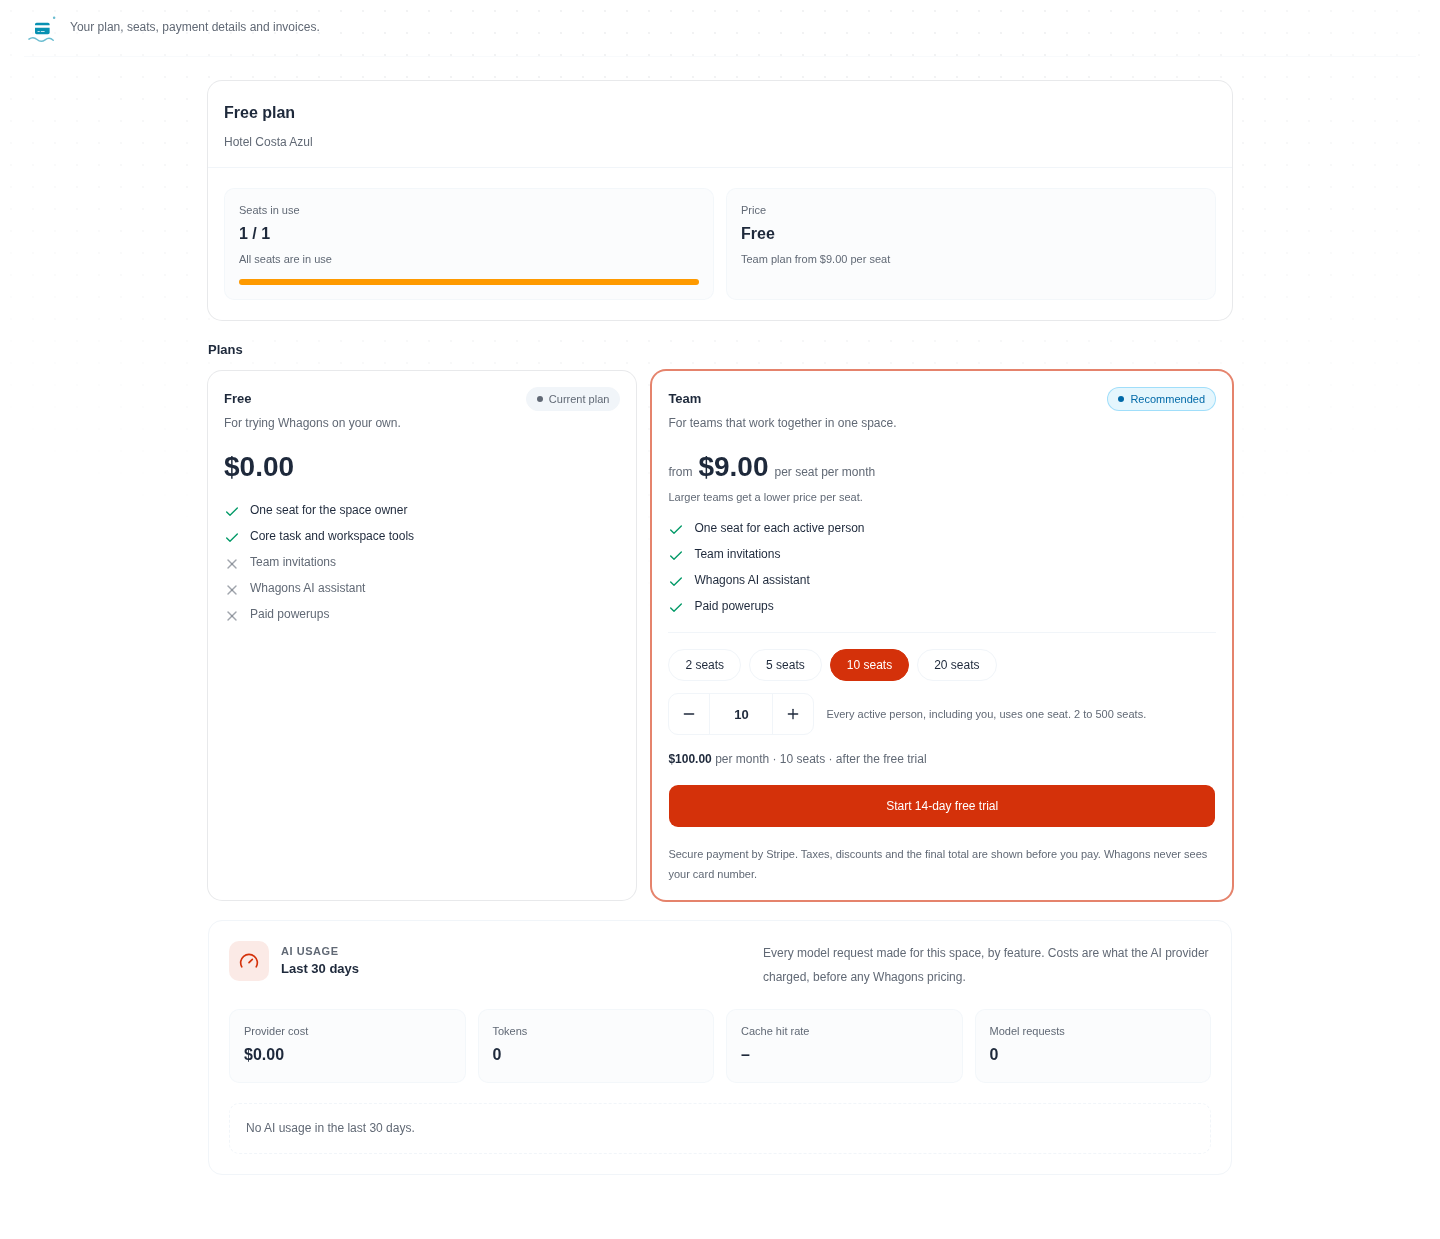 Your plan, seats, payment details and invoices.
Free plan
Hotel Costa Azul
Seats in use
1 / 1
All seats are in use
Price
Free
Team plan from $9.00 per seat
Plans
Free
Current plan
For trying Whagons on your own.
$0.00
One seat for the space owner
Core task and workspace tools
Team invitations
Whagons AI assistant
Paid powerups
Team
Recommended
For teams that work together in one space.
from $9.00 per seat per month
Larger teams get a lower price per seat.
One seat for each active person
Team invitations
Whagons AI assistant
Paid powerups
2 seats
5 seats
10 seats
20 seats
10
Every active person, including you, uses one seat. 2 to 500 seats.
$100.00 per month · 10 seats · after the free trial
Start 14-day free trial
Secure payment by Stripe. Taxes, discounts and the final total are shown before you pay. Whagons never sees
your card number.
AI USAGE
Last 30 days
Every model request made for this space, by feature. Costs are what the AI provider
charged, before any Whagons pricing.
Provider cost
$0.00
Tokens
0
Cache hit rate
–
Model requests
0
No AI usage in the last 30 days.